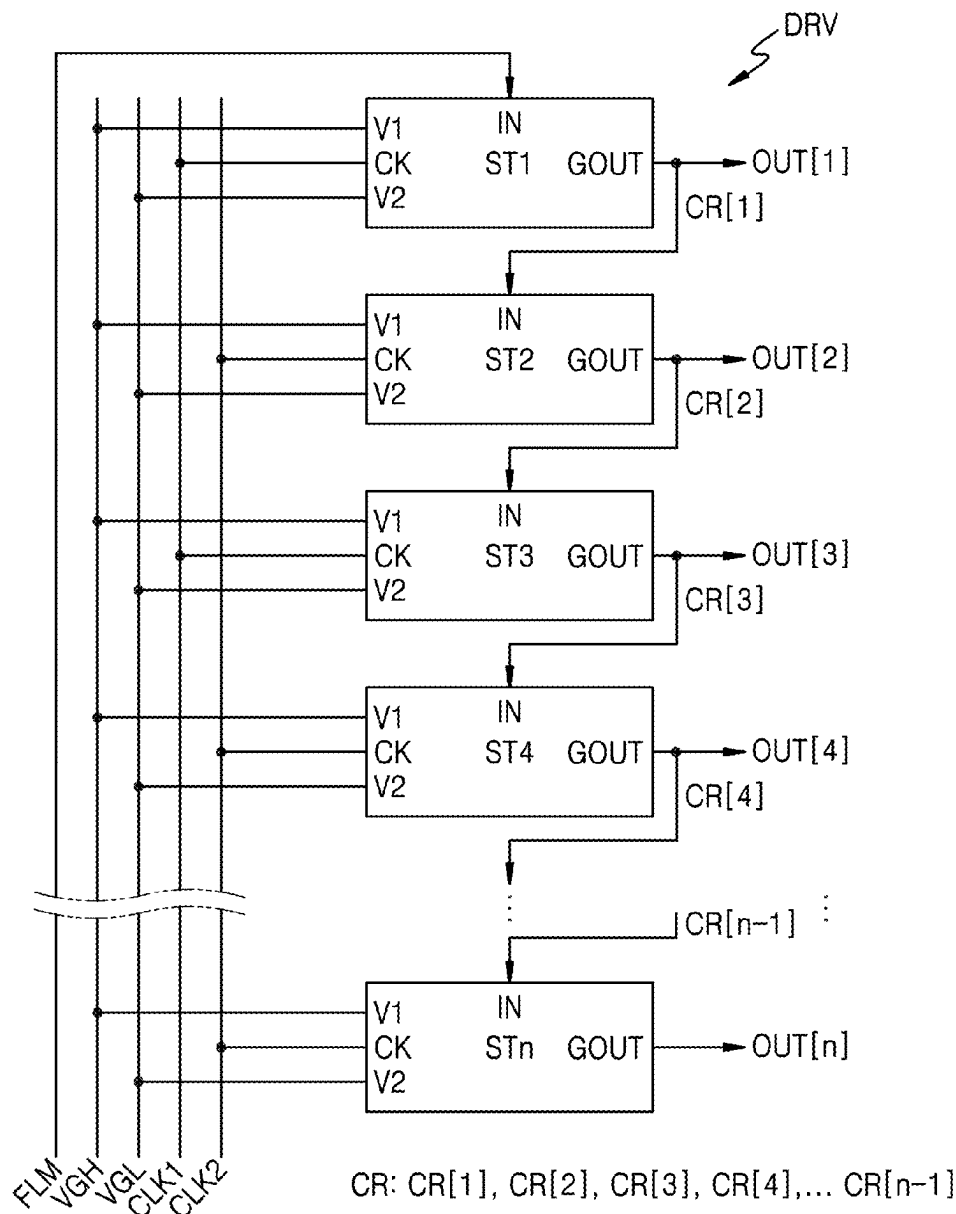 DRV
IN
V1
CK ST1 GOUT OUT[1]
V2
CR[1]
IN
V1
CK ST2 GOUT OUT[2]
V2
CR[2]
IN
V1
CK ST3 GOUT OUT[3]
V2
CR[3]
IN
V1
CK ST4 GOUT OUT[4]
V2
CR[4]
CR[n-1]
IN
V1
CK STn GOUT OUT[n]
V2
FLM VGH VGL CLK1 CLK2
CR: CR[1], CR[2], CR[3], CR[4],... CR[n-1]